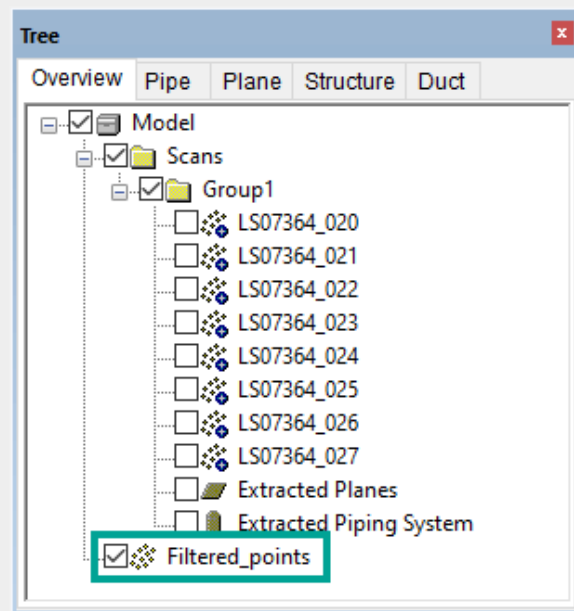 Tree
Overview Pipe Plane Structure Duct
Model
Scans
Group1
LS07364_020
LS07364_021
LS07364_022
LS07364_023
LS07364_024
LS07364_025
LS07364_026
LS07364_027
Extracted Planes
Extracted Piping System
Filtered_points